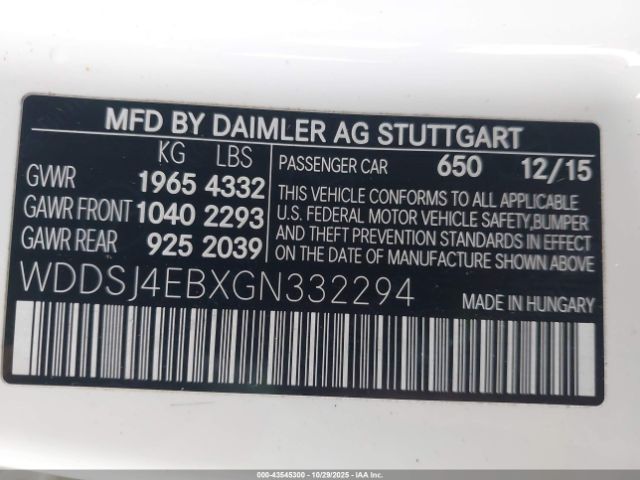 MFD BY DAIMLER AG STUTTGART
KG LBS
GVWR 1965 4332
GAWR FRONT 1040 2293
GAWR REAR 925 2039
PASSENGER CAR 650 12/15
THIS VEHICLE CONFORMS TO ALL APPLICABLE
U.S. FEDERAL MOTOR VEHICLE SAFETY,BUMPER
AND THEFT PREVENTION STANDARDS IN EFFECT
ON THE DATE OF MANUFACTURE SHOWN ABOVE.
WDDSJ4EBXGN332294 MADE IN HUNGARY
000-43545300 - 10/29/2025 - IAAI.CA